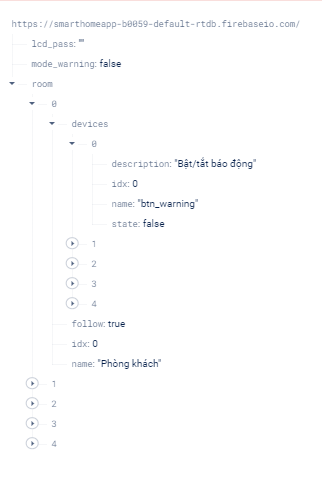 https://smarthomeapp-b0059-default-rtdb.firebaseio.com/
lcd_pass: ""
mode_warning: false
room
0
devices
0
description: "Bật/tắt báo động"
idx: 0
name: "btn_warning"
state: false
1
2
3
4
follow: true
idx: 0
name: "Phòng khách"
1
2
3
4